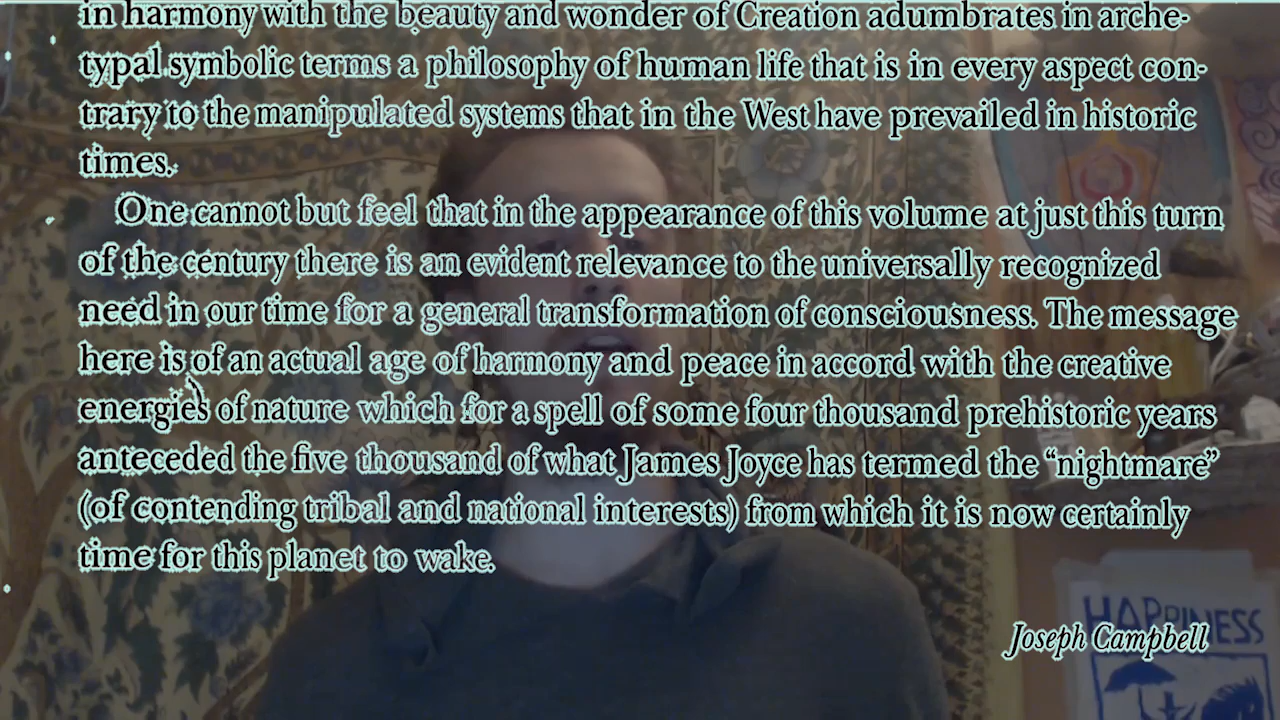 in harmony with the beauty and wonder of Creation adumbrates in arche-
typal symbolic terms a philosophy of human life that is in every aspect con-
trary to the manipulated systems that in the West have prevailed in historic
times.
One cannot but feel that in the appearance of this volume at just this turn
of the century there is an evident relevance to the universally recognized
need in our time for a general transformation of consciousness. The message
here is of an actual age of harmony and peace in accord with the creative
energies of nature which for a spell of some four thousand prehistoric years
anteceded the five thousand of what James Joyce has termed the “nightmare”
(of contending tribal and national interests) from which it is now certainly
time for this planet to wake.
HAPPINESS
Joseph Campbell